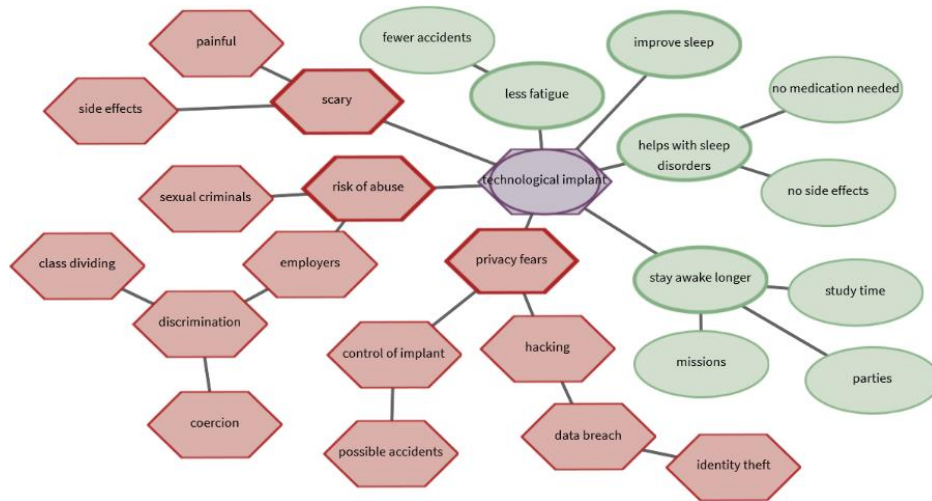 painful
fewer accidents
improve sleep
side effects
scary
less fatigue
no medication needed
helps with sleep
disorders
technological implant
risk of abuse
sexual criminals
no side effects
class dividing
employers
privacy fears
stay awake longer
study time
discrimination
control of implant
hacking
missions
parties
coercion
possible accidents
data breach
identity theft